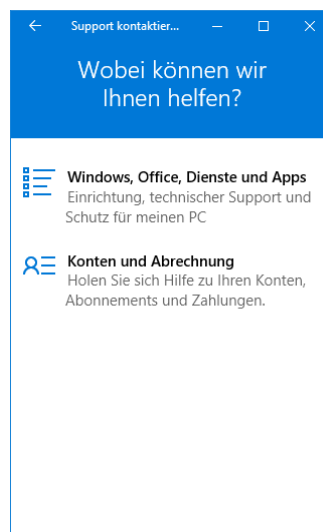 Support kontaktier...
Wobei können wir
Ihnen helfen?
Windows, Office, Dienste und Apps
Einrichtung, technischer Support und
Schutz für meinen PC
Konten und Abrechnung
Holen Sie sich Hilfe zu Ihren Konten,
Abonnements und Zahlungen.